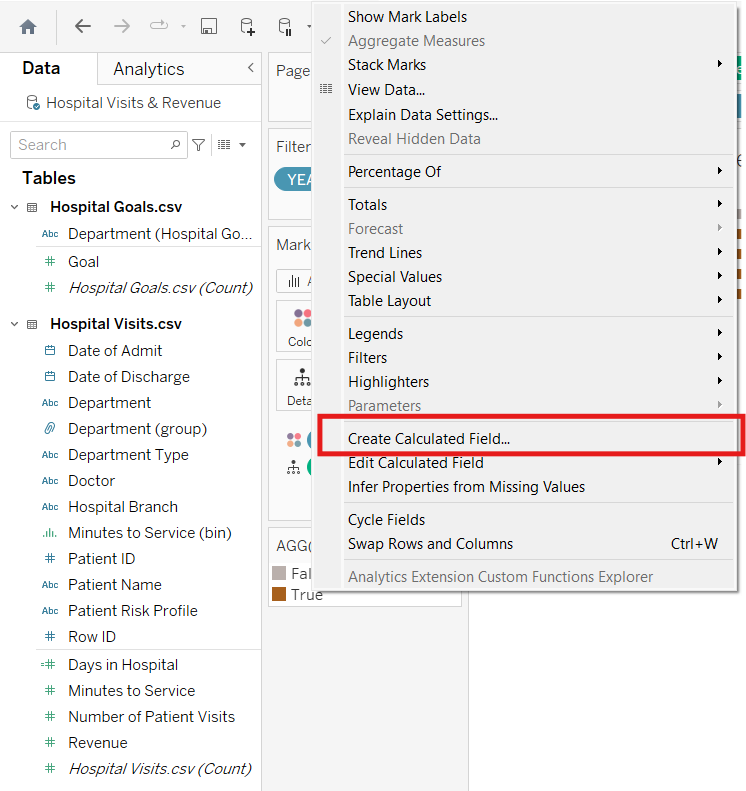 Data
Analytics
Hospital Visits & Revenue
Search
Tables
Hospital Goals.csv
Abc Department (Hospital Go...
Goal
Hospital Goals.csv (Count)
Hospital Visits.csv
Date of Admit
Date of Discharge
Abc Department
Department (group)
Abc Department Type
Abc Doctor
Abc Hospital Branch
Minutes to Service (bin)
Patient ID
Abc Patient Name
Abc Patient Risk Profile
Row ID
Days in Hospital
Minutes to Service
Number of Patient Visits
Revenue
Hospital Visits.csv (Count)
Page
Filter
YEA
Mark
Colo
Deta
AGG(
Fal
True
Show Mark Labels
Aggregate Measures
Stack Marks
View Data...
Explain Data Settings...
Reveal Hidden Data
Percentage Of
Totals
Forecast
Trend Lines
Special Values
Table Layout
Legends
Filters
Highlighters
Parameters
Create Calculated Field...
Edit Calculated Field
Infer Properties from Missing Values
Cycle Fields
Swap Rows and Columns Ctrl+W
Analytics Extension Custom Functions Explorer